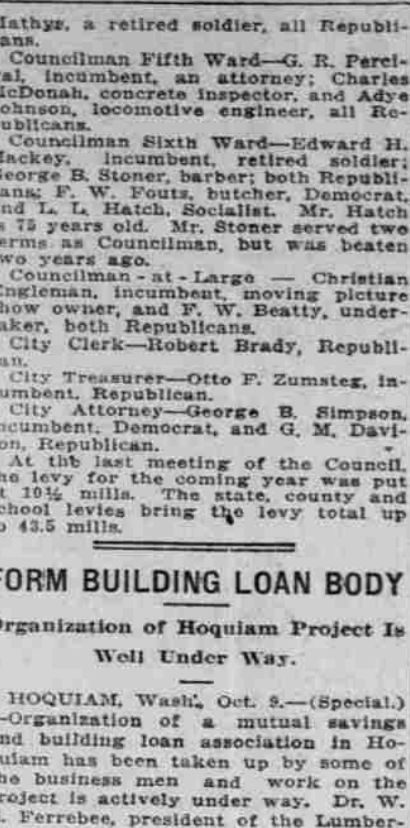 Mathys, a retired soldier, all Republi-
ans.
Councilman Fifth Ward—G. R. Perci-
al, incumbent, an attorney; Charles
McDonah, concrete inspector, and Adye
ohnson, locomotive engineer, all Re-
ublicans.
Councilman Sixth Ward—Edward H.
Mackey, incumbent, retired soldier;
George B. Stoner, barber; both Republi-
ans; F. W. Fouts, butcher, Democrat,
nd L. L. Hatch, Socialist. Mr. Hatch
s 75 years old. Mr. Stoner served two
erms as Councilman, but was beaten
wo years ago.
Councilman-at-Large — Christian
Engleman, incumbent, moving picture
show owner, and F. W. Beatty, under-
aker, both Republicans.
City Clerk—Robert Brady, Republi-
an.
City Treasurer—Otto F. Zumsteg, in-
umbent, Republican.
City Attorney—George B. Simpson,
ncumbent, Democrat, and G. M. Davi-
on, Republican.
At the last meeting of the Council,
he levy for the coming year was put
t 10½ mills. The state, county and
chool levies bring the levy total up
o 43.5 mills.
FORM BUILDING LOAN BODY
Organization of Hoquiam Project Is
Well Under Way.
HOQUIAM, Wash., Oct. 9.—(Special.)
—Organization of a mutual savings
nd building loan association in Ho-
quiam has been taken up by some of
he business men and work on the
roject is actively under way. Dr. W.
. Ferrebee, president of the Lumber-